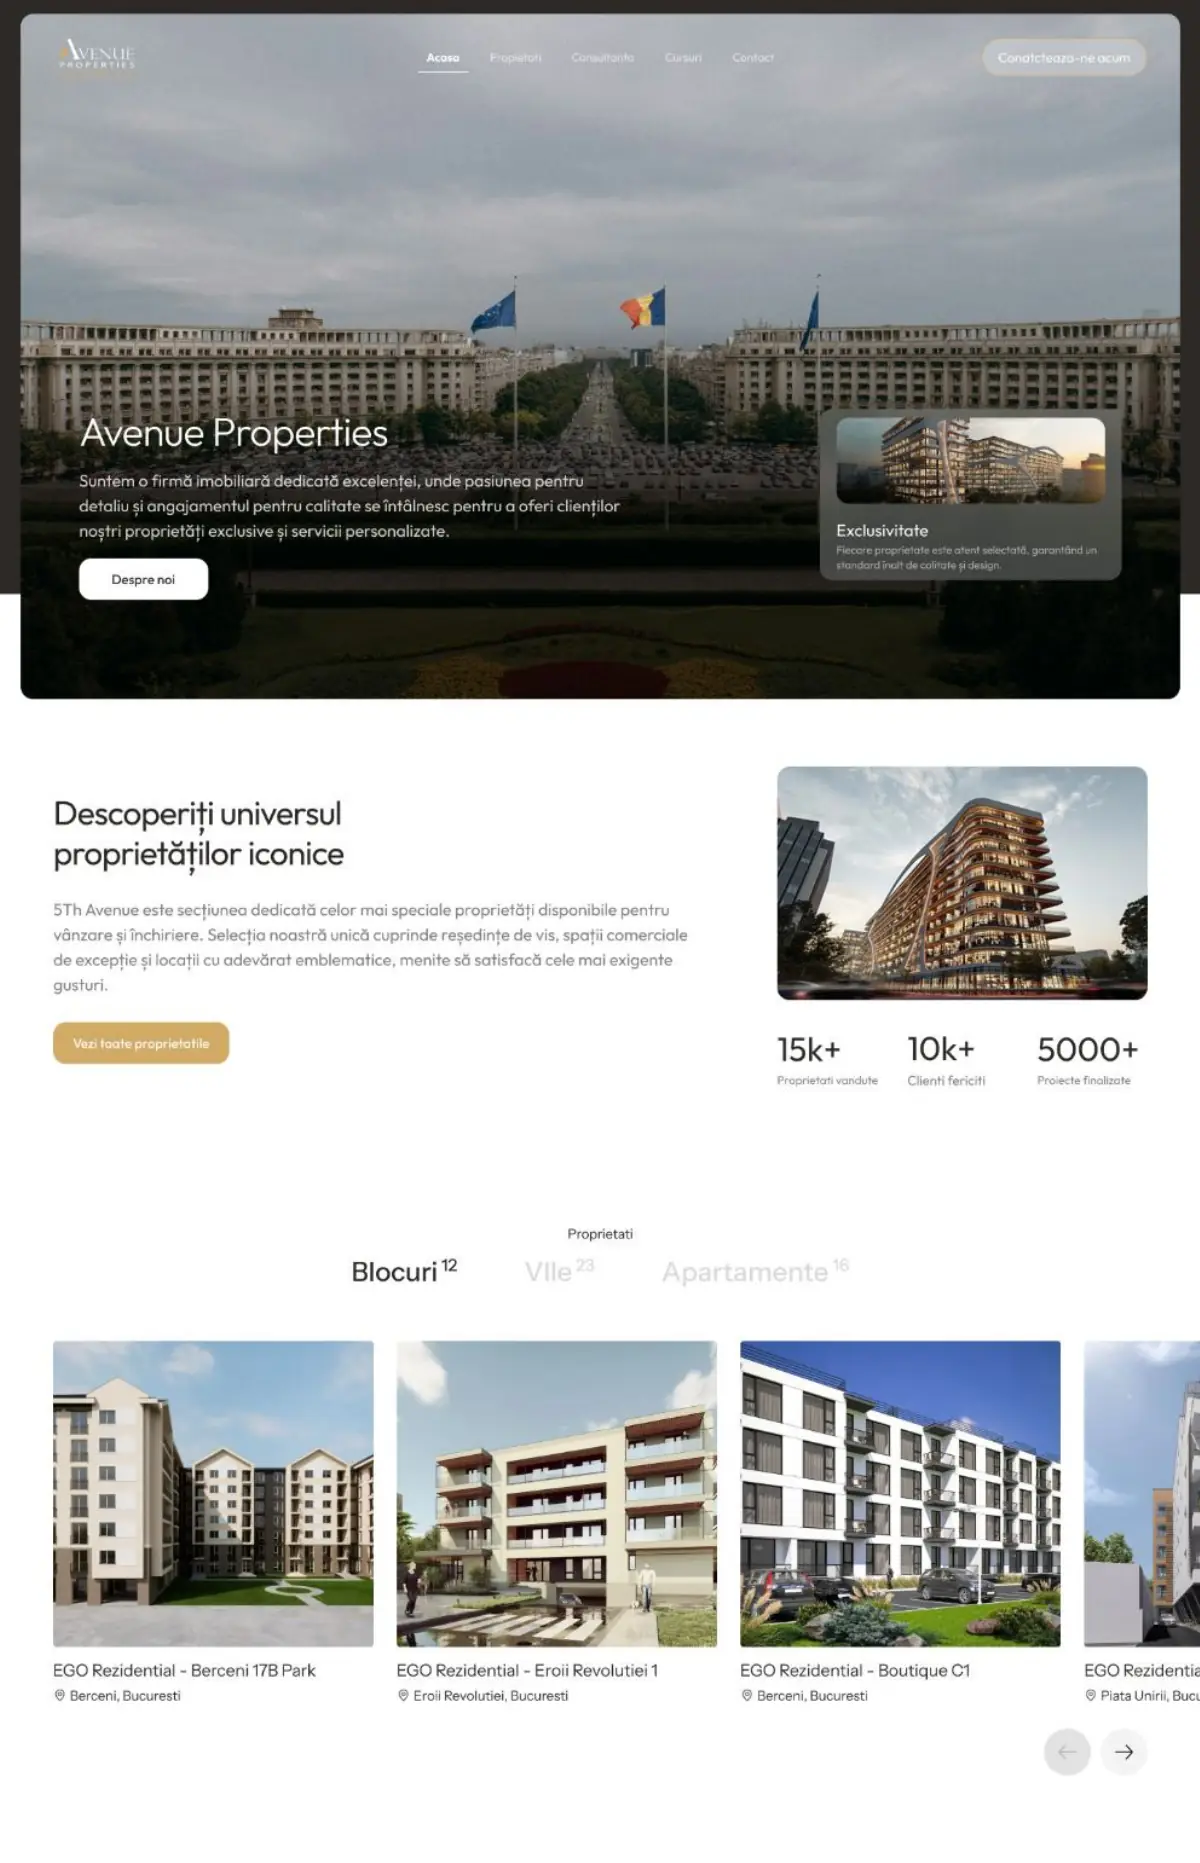 AVENUE
PROPERTIES
Acasa
Propietati
Consultanta
Cursuri
Contact
Conatcteaza-ne acum
Avenue Properties
Suntem o firmă imobiliară dedicată excelenței, unde pasiunea pentru
detaliu și angajamentul pentru calitate se întâlnesc pentru a oferi clienților
noștri proprietăți exclusive și servicii personalizate.
Despre noi
Exclusivitate
Fiecare proprietate este atent selectată, garantând un
standard înalt de calitate și design.
Descoperiți universul
proprietăților iconice
5Th Avenue este secțiunea dedicată celor mai speciale proprietăți disponibile pentru
vânzare și închiriere. Selecția noastră unică cuprinde reședințe de vis, spații comerciale
de excepție și locații cu adevărat emblematice, menite să satisfacă cele mai exigente
gusturi.
Vezi toate proprietatile
15k+
Proprietati vandute
10k+
Clienti fericiti
5000+
Proiecte finalizate
Proprietati
Blocuri 12
VIle 23
Apartamente 16
EGO Rezidential - Berceni 17B Park
Berceni, Bucuresti
EGO Rezidential - Eroii Revolutiei 1
Eroii Revolutiei, Bucuresti
EGO Rezidential - Boutique C1
Berceni, Bucuresti
EGO Rezidentia
Piata Unirii, Bucu